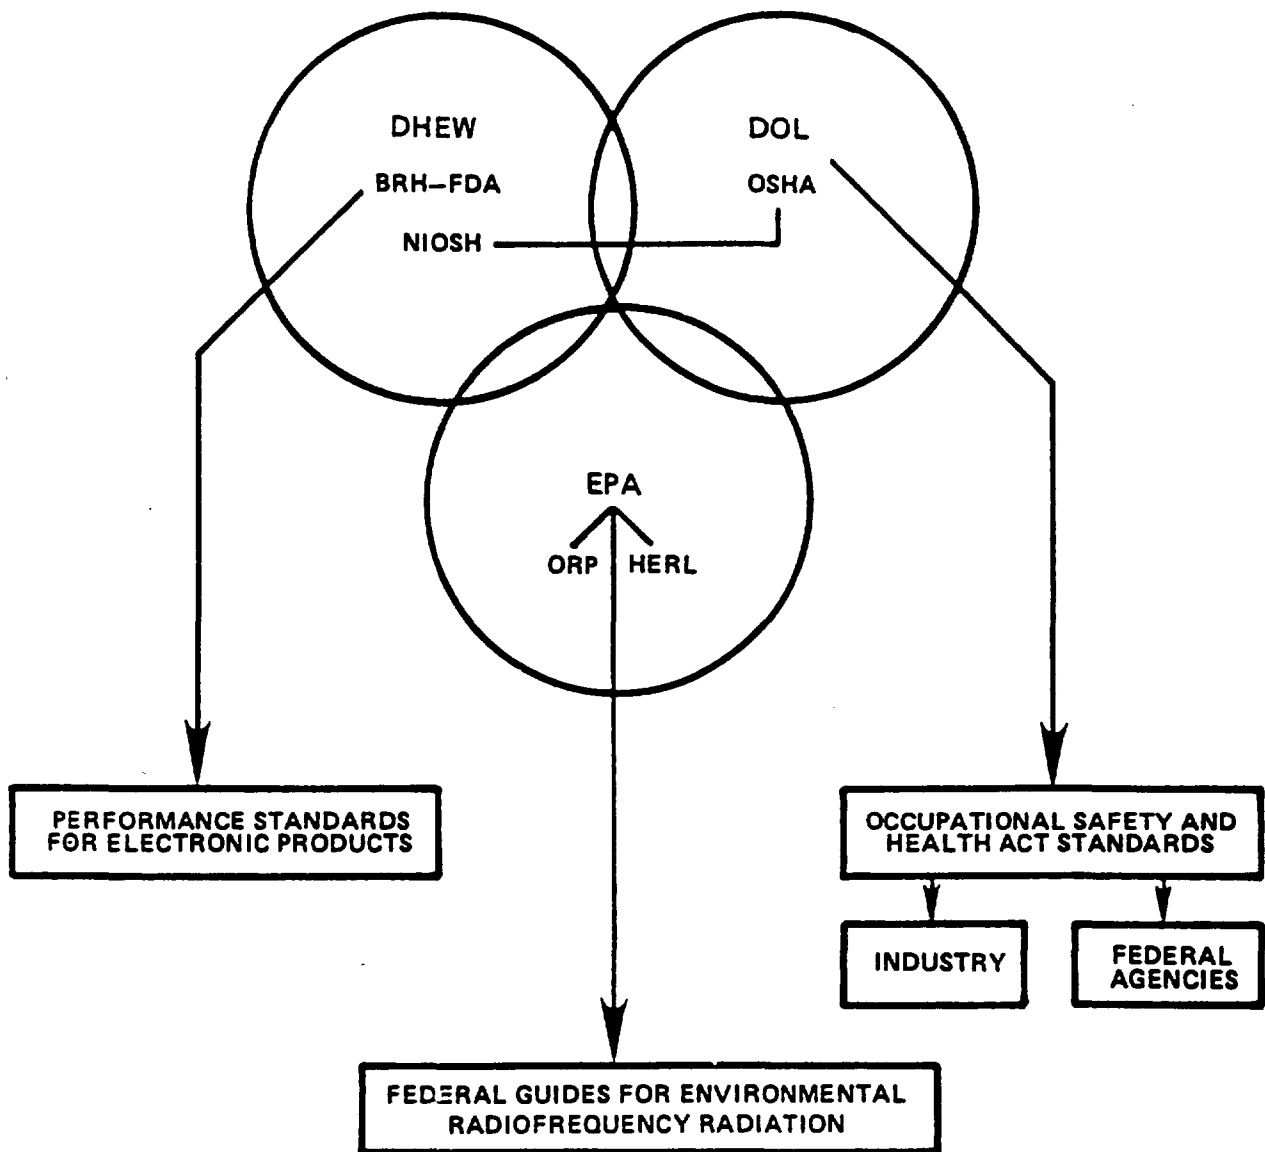 DHEW
BRH–FDA
NIOSH
DOL
OSHA
EPA
ORP
HERL
PERFORMANCE STANDARDS
FOR ELECTRONIC PRODUCTS
OCCUPATIONAL SAFETY AND
HEALTH ACT STANDARDS
INDUSTRY
FEDERAL
AGENCIES
FEDERAL GUIDES FOR ENVIRONMENTAL
RADIOFREQUENCY RADIATION